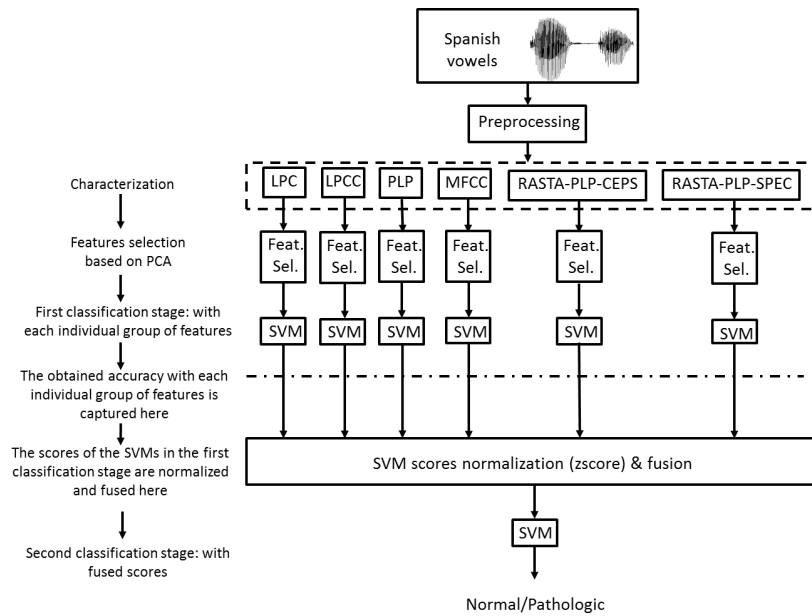 Spanish
vowels
Preprocessing
Characterization
LPC LPCC PLP MFCC RASTA-PLP-CEPS RASTA-PLP-SPEC
Features selection
based on PCA
Feat. Feat. Feat. Feat. Feat. Feat.
Sel. Sel. Sel. Sel. Sel. Sel.
First classification stage: with
each individual group of features
SVM SVM SVM SVM SVM SVM
The obtained accuracy with each
individual group of features is
captured here
The scores of the SVMs in the first
classification stage are normalized
and fused here
SVM scores normalization (zscore) & fusion
SVM
Second classification stage: with
fused scores
Normal/Pathologic